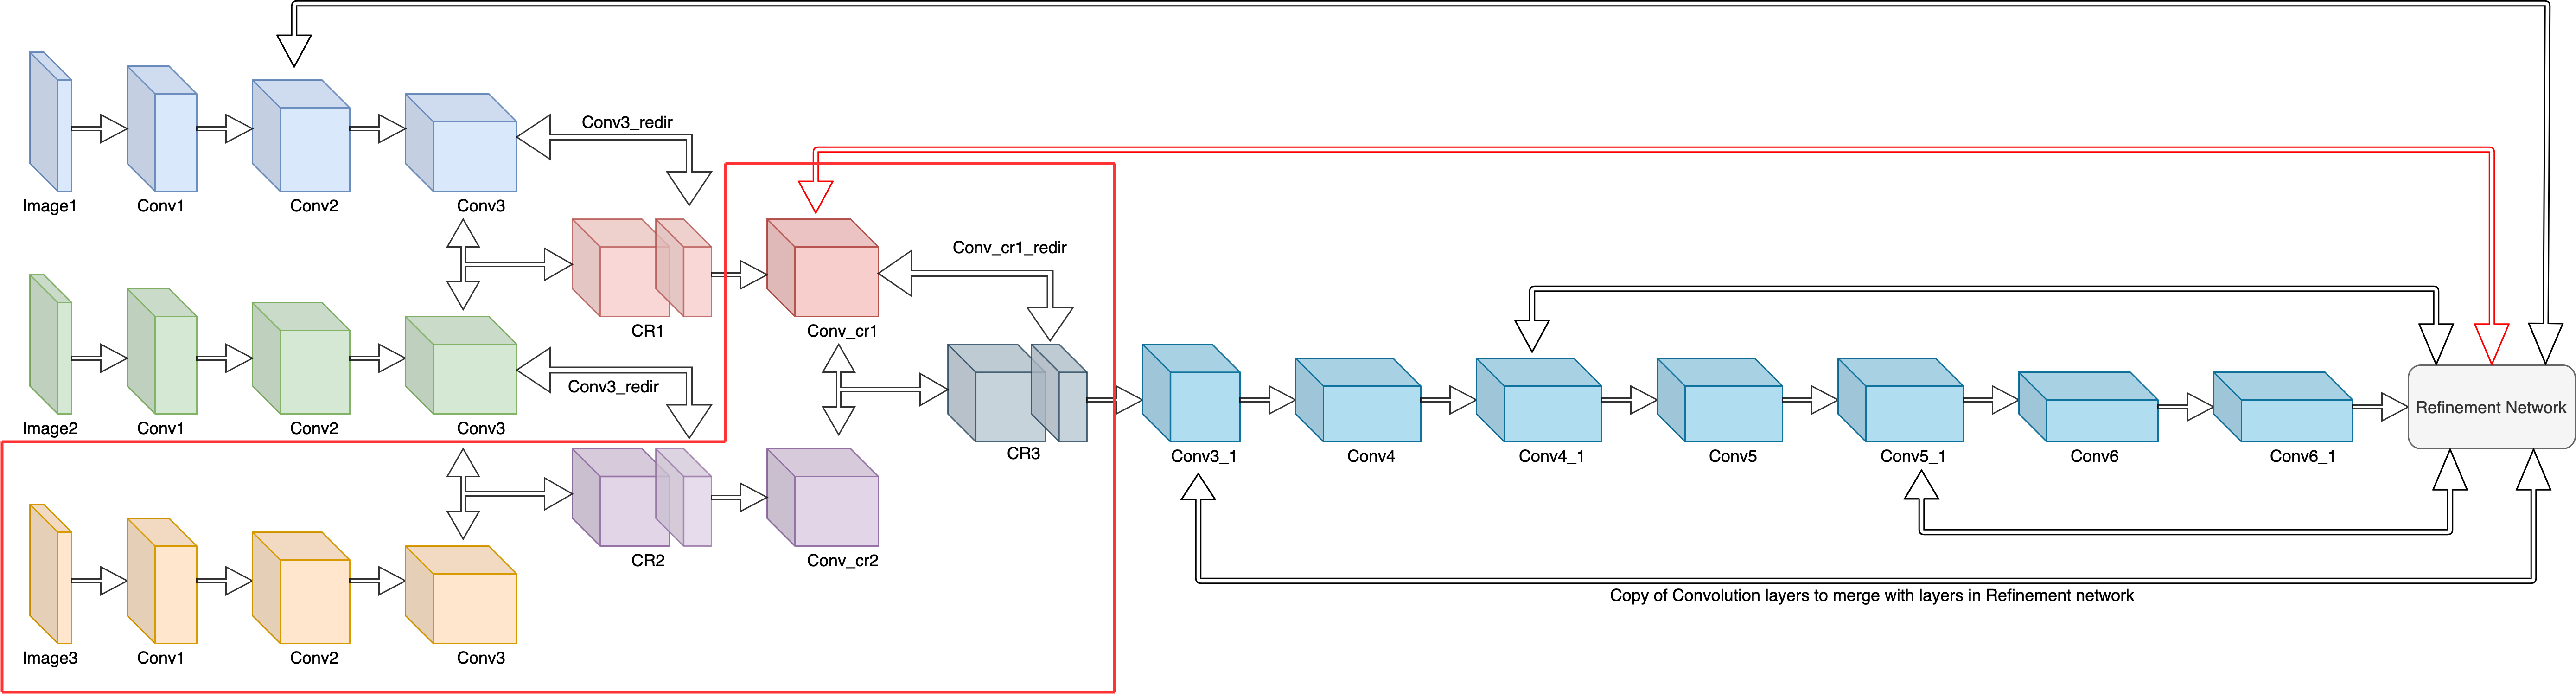 Conv3_redir
Image1
Conv1
Conv2
Conv3
Conv_cr1_redir
CR1
Conv_cr1
Conv3_redir
Image2
Conv1
Conv2
Conv3
CR3
Conv3_1
Conv4
Conv4_1
Conv5
Conv5_1
Conv6
Conv6_1
Refinement Network
CR2
Conv_cr2
Copy of Convolution layers to merge with layers in Refinement network
Image3
Conv1
Conv2
Conv3